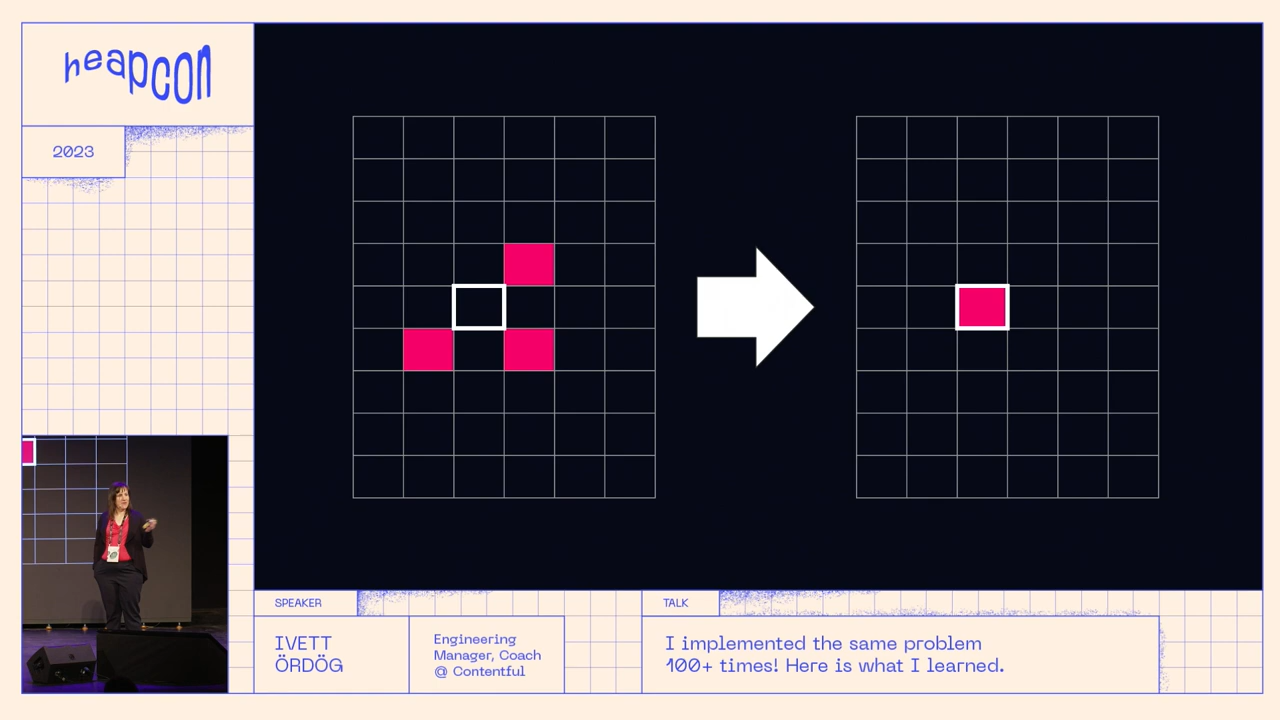 heapcon
2023
SPEAKER
IVETT
ÖRDÖG
Engineering
Manager, Coach
@ Contentful
TALK
I implemented the same problem
100+ times! Here is what I learned.